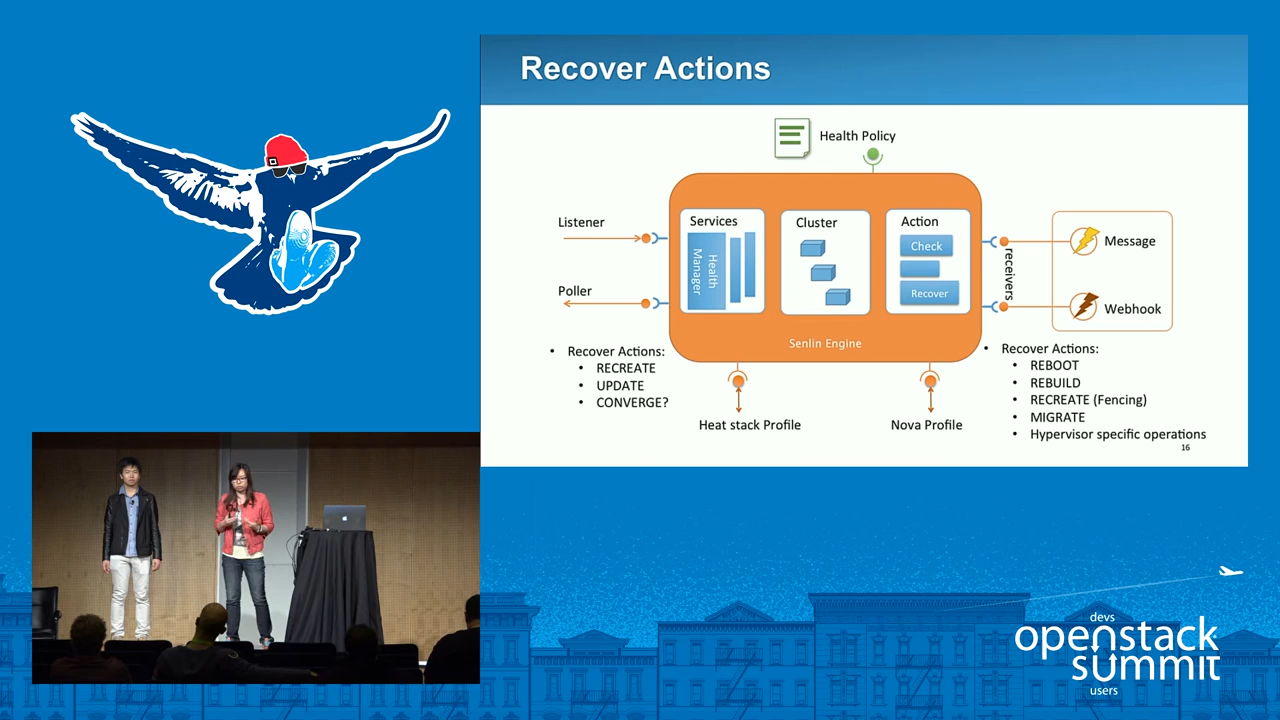 Recover Actions
Health Policy
Listener
Poller
Services
Health
Manager
Cluster
Action
Check
Recover
Senlin Engine
receivers
Message
Webhook
• Recover Actions:
• RECREATE
• UPDATE
• CONVERGE?
Heat stack Profile
Nova Profile
• Recover Actions:
• REBOOT
• REBUILD
• RECREATE (Fencing)
• MIGRATE
• Hypervisor specific operations
16
devs
openstack
summit
users